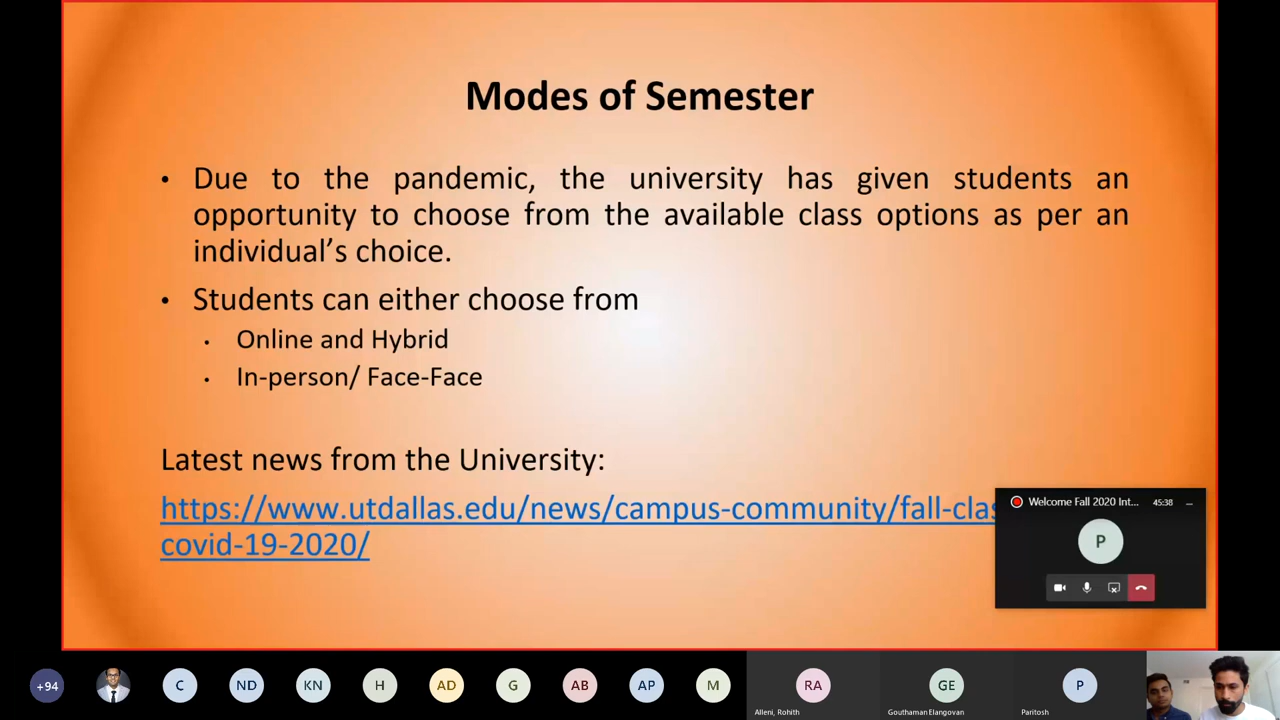 Modes of Semester
• Due to the pandemic, the university has given students an
opportunity to choose from the available class options as per an
individual's choice.
• Students can either choose from
• Online and Hybrid
• In-person/ Face-Face
Latest news from the University:
https://www.utdallas.edu/news/campus-community/fall-clas
covid-19-2020/
Welcome Fall 2020 Int... 45:38
P
+94 C ND KN H AD G AB AP M RA GE P
Alleni, Rohith Gouthaman Elangovan Paritosh